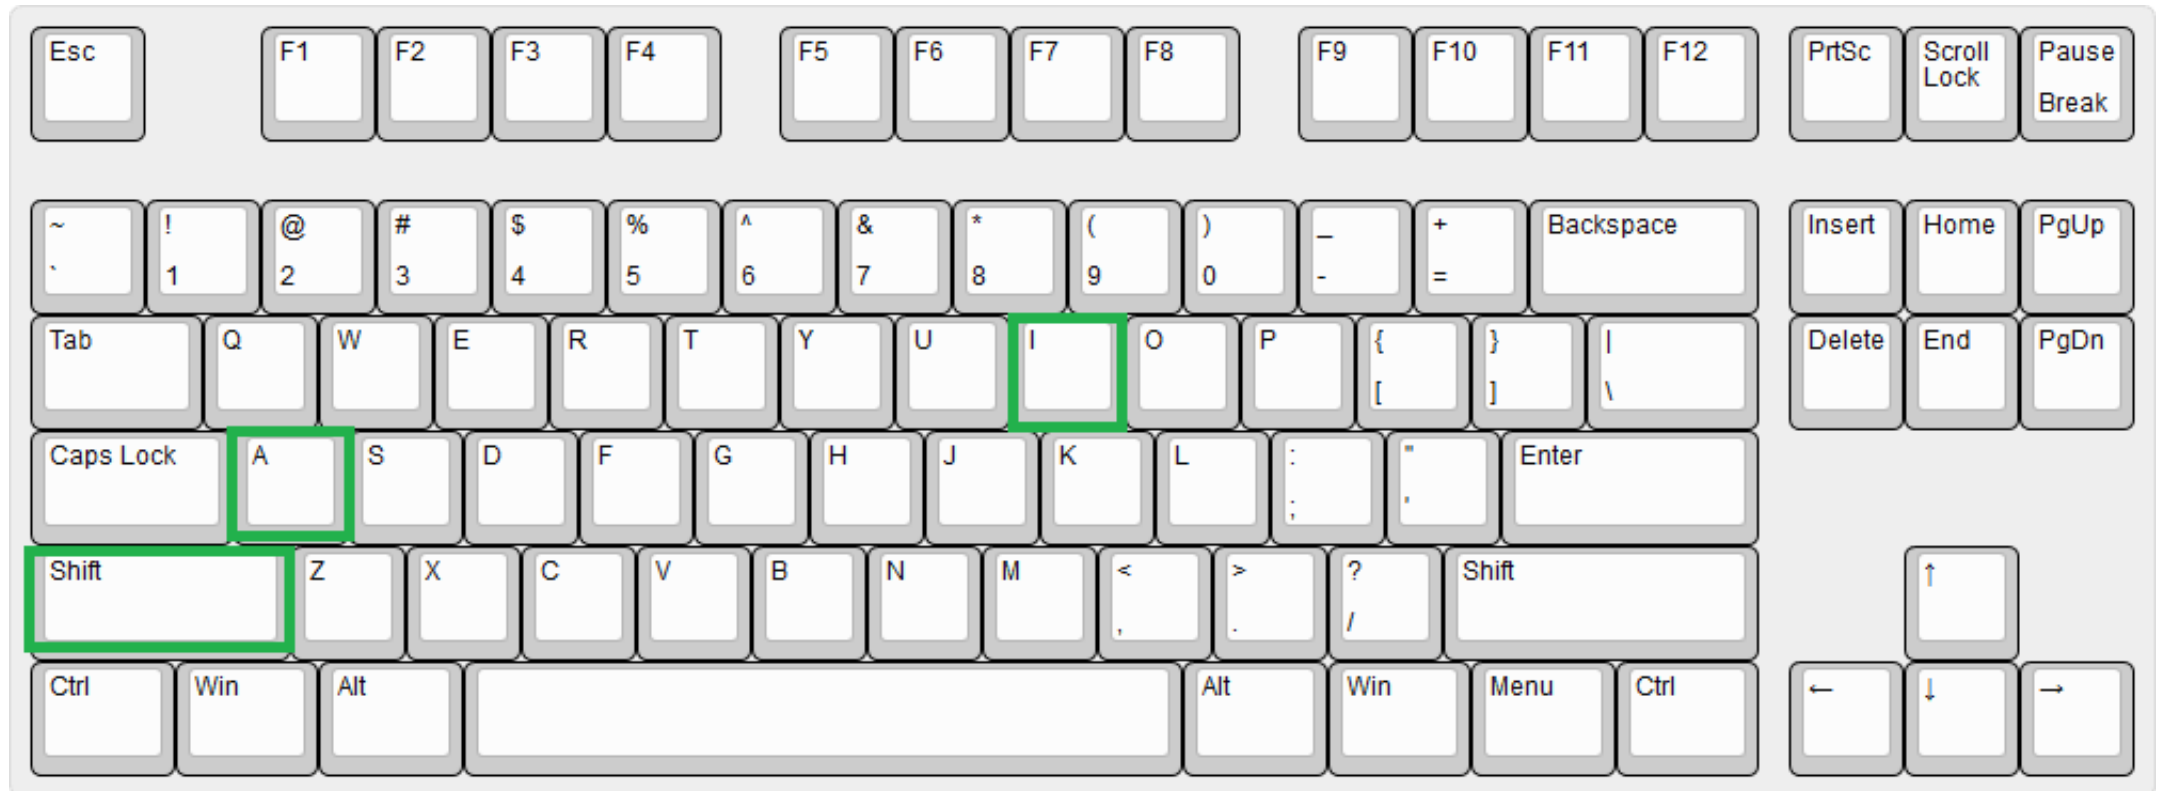 Esc F1 F2 F3 F4 F5 F6 F7 F8 F9 F10 F11 F12 PrtSc Scroll Lock Pause Break
~ ` ! 1 @ 2 # 3 $ 4 % 5 ^ 6 & 7 * 8 ( 9 ) 0 _ - + = Backspace Insert Home PgUp
Tab Q W E R T Y U I O P { [ } ] | \ Delete End PgDn
Caps Lock A S D F G H J K L : ; " ' Enter
Shift Z X C V B N M < , > . ? / Shift ↑
Ctrl Win Alt Alt Win Menu Ctrl ← ↓ →